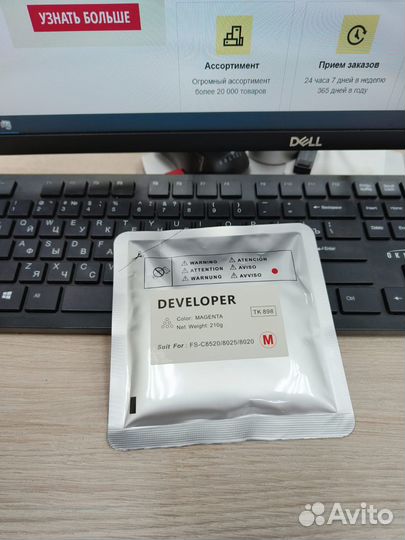 УЗНАТЬ БОЛЬШЕ
Ассортимент
Огромный ассортимент
более 20 000 товаров
Прием заказов
24 часа 7 дней в неделю
365 дней в году
DELL
WARNING
ATENCIÓN
ATTENTION
AVISO
WARNUNG
AVVISO
DEVELOPER
TK 898
Color: MAGENTA
Net. Weight: 210g
Suit For : FS-C8520/8025/8020
M
Avito